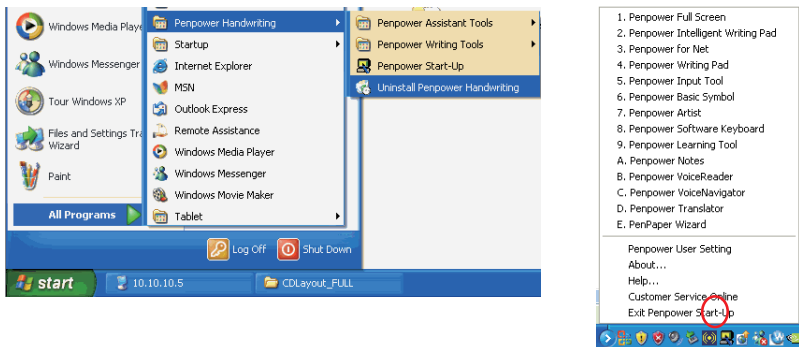 Windows Media Playe
Windows Messenger
Tour Windows XP
Files and Settings Tra
Wizard
Paint
All Programs
Penpower Handwriting
Startup
Internet Explorer
MSN
Outlook Express
Remote Assistance
Windows Media Player
Windows Messenger
Windows Movie Maker
Tablet
Penpower Assistant Tools
Penpower Writing Tools
Penpower Start-Up
Uninstall Penpower Handwriting
Log Off
Shut Down
start
10.10.10.5
CDLayout_FULL
1. Penpower Full Screen
2. Penpower Intelligent Writing Pad
3. Penpower for Net
4. Penpower Writing Pad
5. Penpower Input Tool
6. Penpower Basic Symbol
7. Penpower Artist
8. Penpower Software Keyboard
9. Penpower Learning Tool
A. Penpower Notes
B. Penpower VoiceReader
C. Penpower VoiceNavigator
D. Penpower Translator
E. PenPaper Wizard
Penpower User Setting
About...
Help...
Customer Service Online
Exit Penpower Start-Up